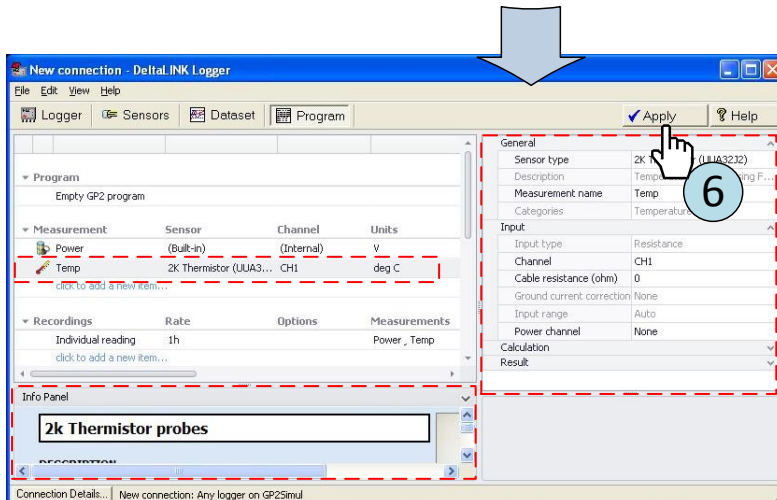 New connection - DeltaLINK Logger
File Edit View Help
Logger Sensors Dataset Program Apply Help
Program
Empty GP2 program
Measurement Sensor Channel Units
Power (Built-in) (Internal) V
Temp 2K Thermistor (UUA3... CH1 deg C
click to add a new item...
Recordings Rate Options Measurements
Individual reading 1h Power , Temp
click to add a new item...
Info Panel
2k Thermistor probes
DESCRIPTION
General
Sensor type 2K (UUA32J2)
Description
Measurement name Temp
Categories Temperature
6
Input
Input type Resistance
Channel CH1
Cable resistance (ohm) 0
Ground current correction None
Input range Auto
Power channel None
Calculation
Result
Connection Details... New connection: Any logger on GP2Simul